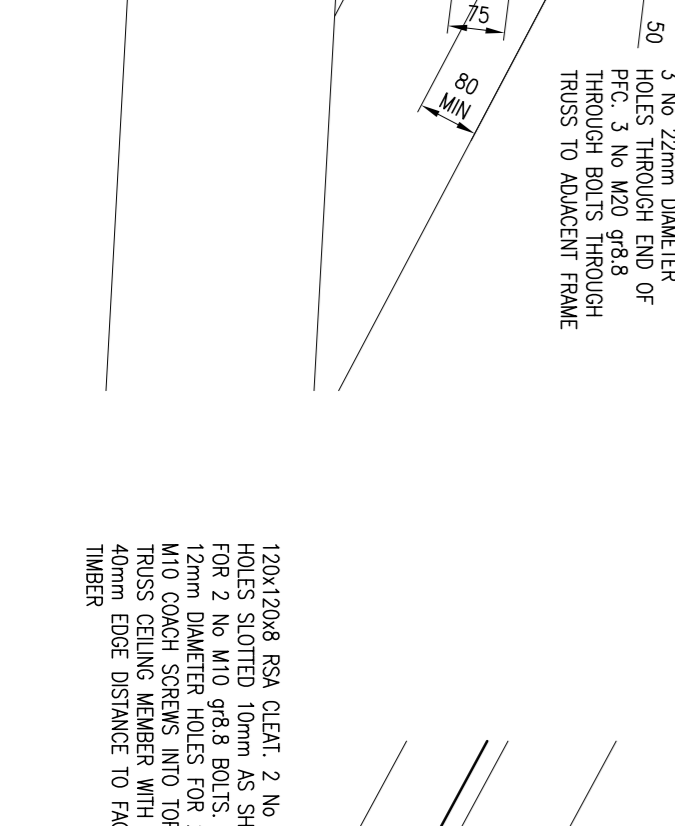 75
80
MIN
50
3 No 22mm DIAMETER
HOLES THROUGH END OF
PFC. 3 No M20 gr8.8
THROUGH BOLTS THROUGH
TRUSS TO ADJACENT FRAME
120x120x8 RSA CLEAT. 2 No
HOLES SLOTTED 10mm AS
FOR 2 No M10 gr8.8 BOLTS.
12mm DIAMETER HOLES FOR
M10 COACH SCREWS INTO
TRUSS CEILING MEMBER WITH
40mm EDGE DISTANCE TO
TIMBER